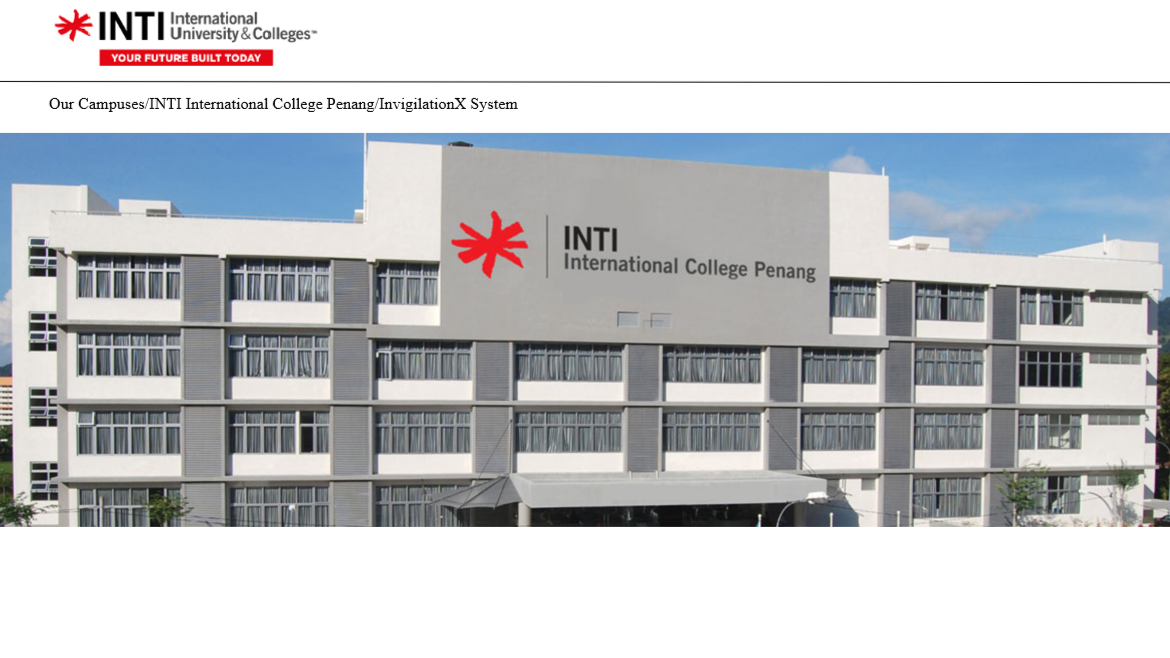 INTI International
University & Colleges™
YOUR FUTURE BUILT TODAY
Our Campuses/INTI International College Penang/InvigilationX System
INTI
International College Penang